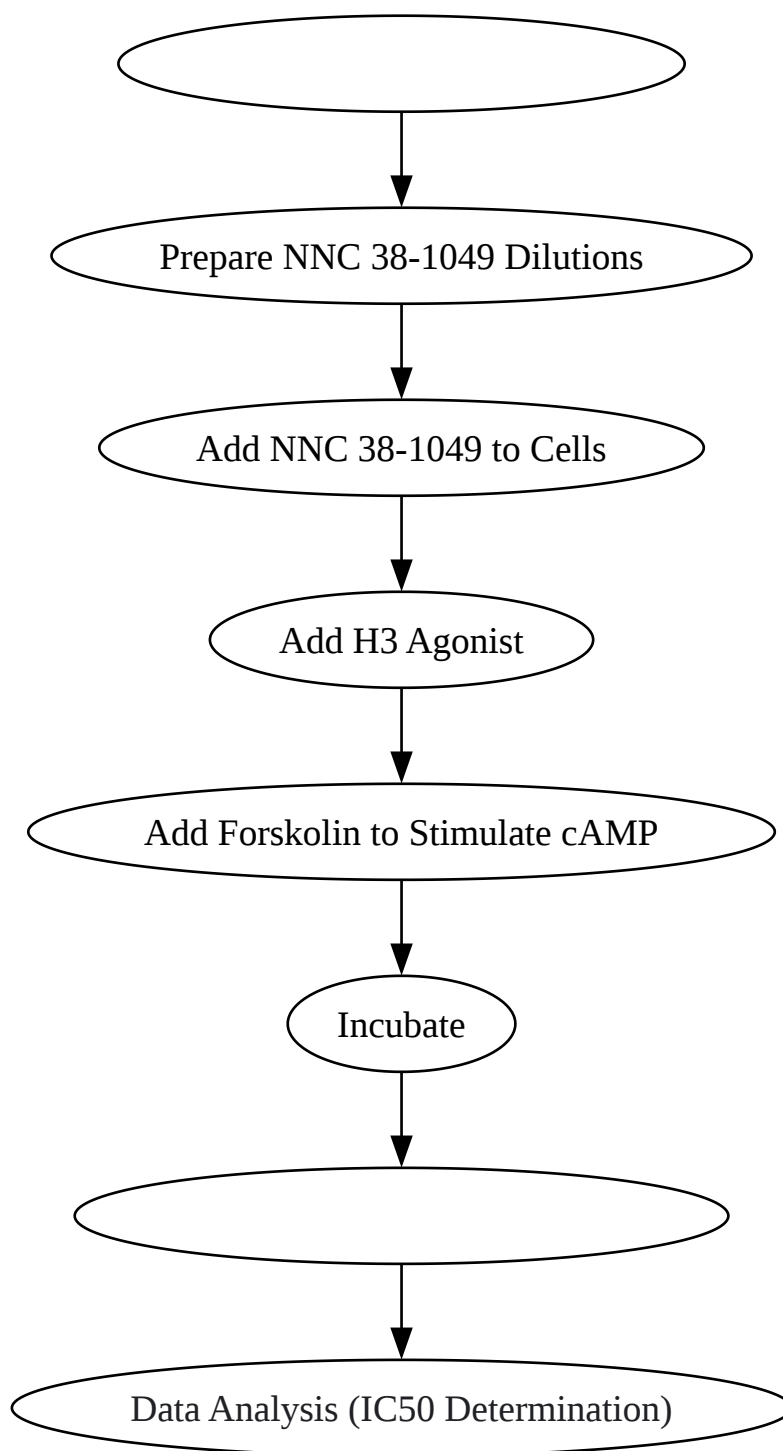 Prepare NNC 38-1049 Dilutions
Add NNC 38-1049 to Cells
Add H3 Agonist
Add Forskolin to Stimulate cAMP
Incubate
Data Analysis (IC50 Determination)